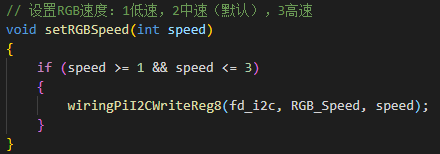 // 设置RGB速度: 1低速，2中速（默认），3高速
void setRGBSpeed(int speed)
{
    if (speed >= 1 && speed <= 3)
    {
        wiringPiI2CWriteReg8(fd_i2c, RGB_Speed, speed);
    }
}